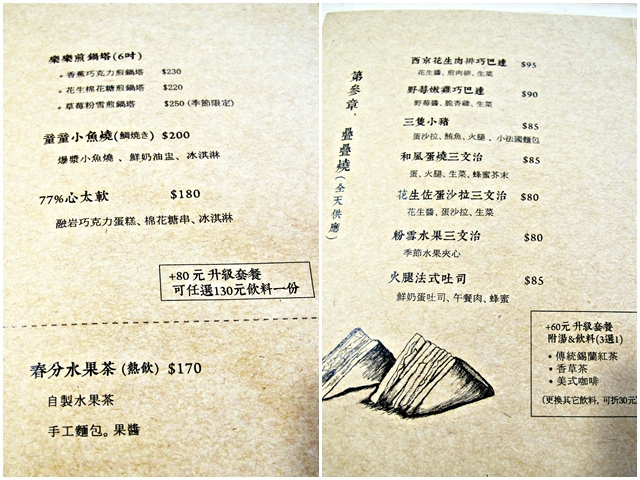 樂樂煎鍋塔(6吋)
• 香蕉巧克力煎鍋塔 $230
• 花生棉花糖煎鍋塔 $220
• 草莓粉雪煎鍋塔 $250 (季節限定)
童童小魚燒(鯛焼き) $200
爆漿小魚燒、鮮奶油盅、冰淇淋
77%心太軟 $180
融岩巧克力蛋糕、棉花糖串、冰淇淋
+80 元 升級套餐
可任選130元飲料一份
春分水果茶 (熱飲) $170
自製水果茶
手工麵包。果醬
第參章，疊疊燒(全天供應)
西京花生肉排巧巴達 $95
花生醬、煎肉排、生菜
野莓嫩雞巧巴達 $90
野莓醬、脆香雞、生菜
三隻小豬 $85
蛋沙拉、鮪魚、火腿、小法國麵包
和風蛋燒三文治 $85
蛋、火腿、生菜、蜂蜜芥末
花生佐蛋沙拉三文治 $80
花生醬、蛋沙拉、生菜
粉雪水果三文治 $80
季節水果夾心
火腿法式吐司 $85
鮮奶蛋吐司、午餐肉、蜂蜜
+60元 升級套餐
附湯&飲料(3選1)
• 傳統錫蘭紅茶
• 香草茶
• 美式咖啡
(更換其它飲料, 可折30元)